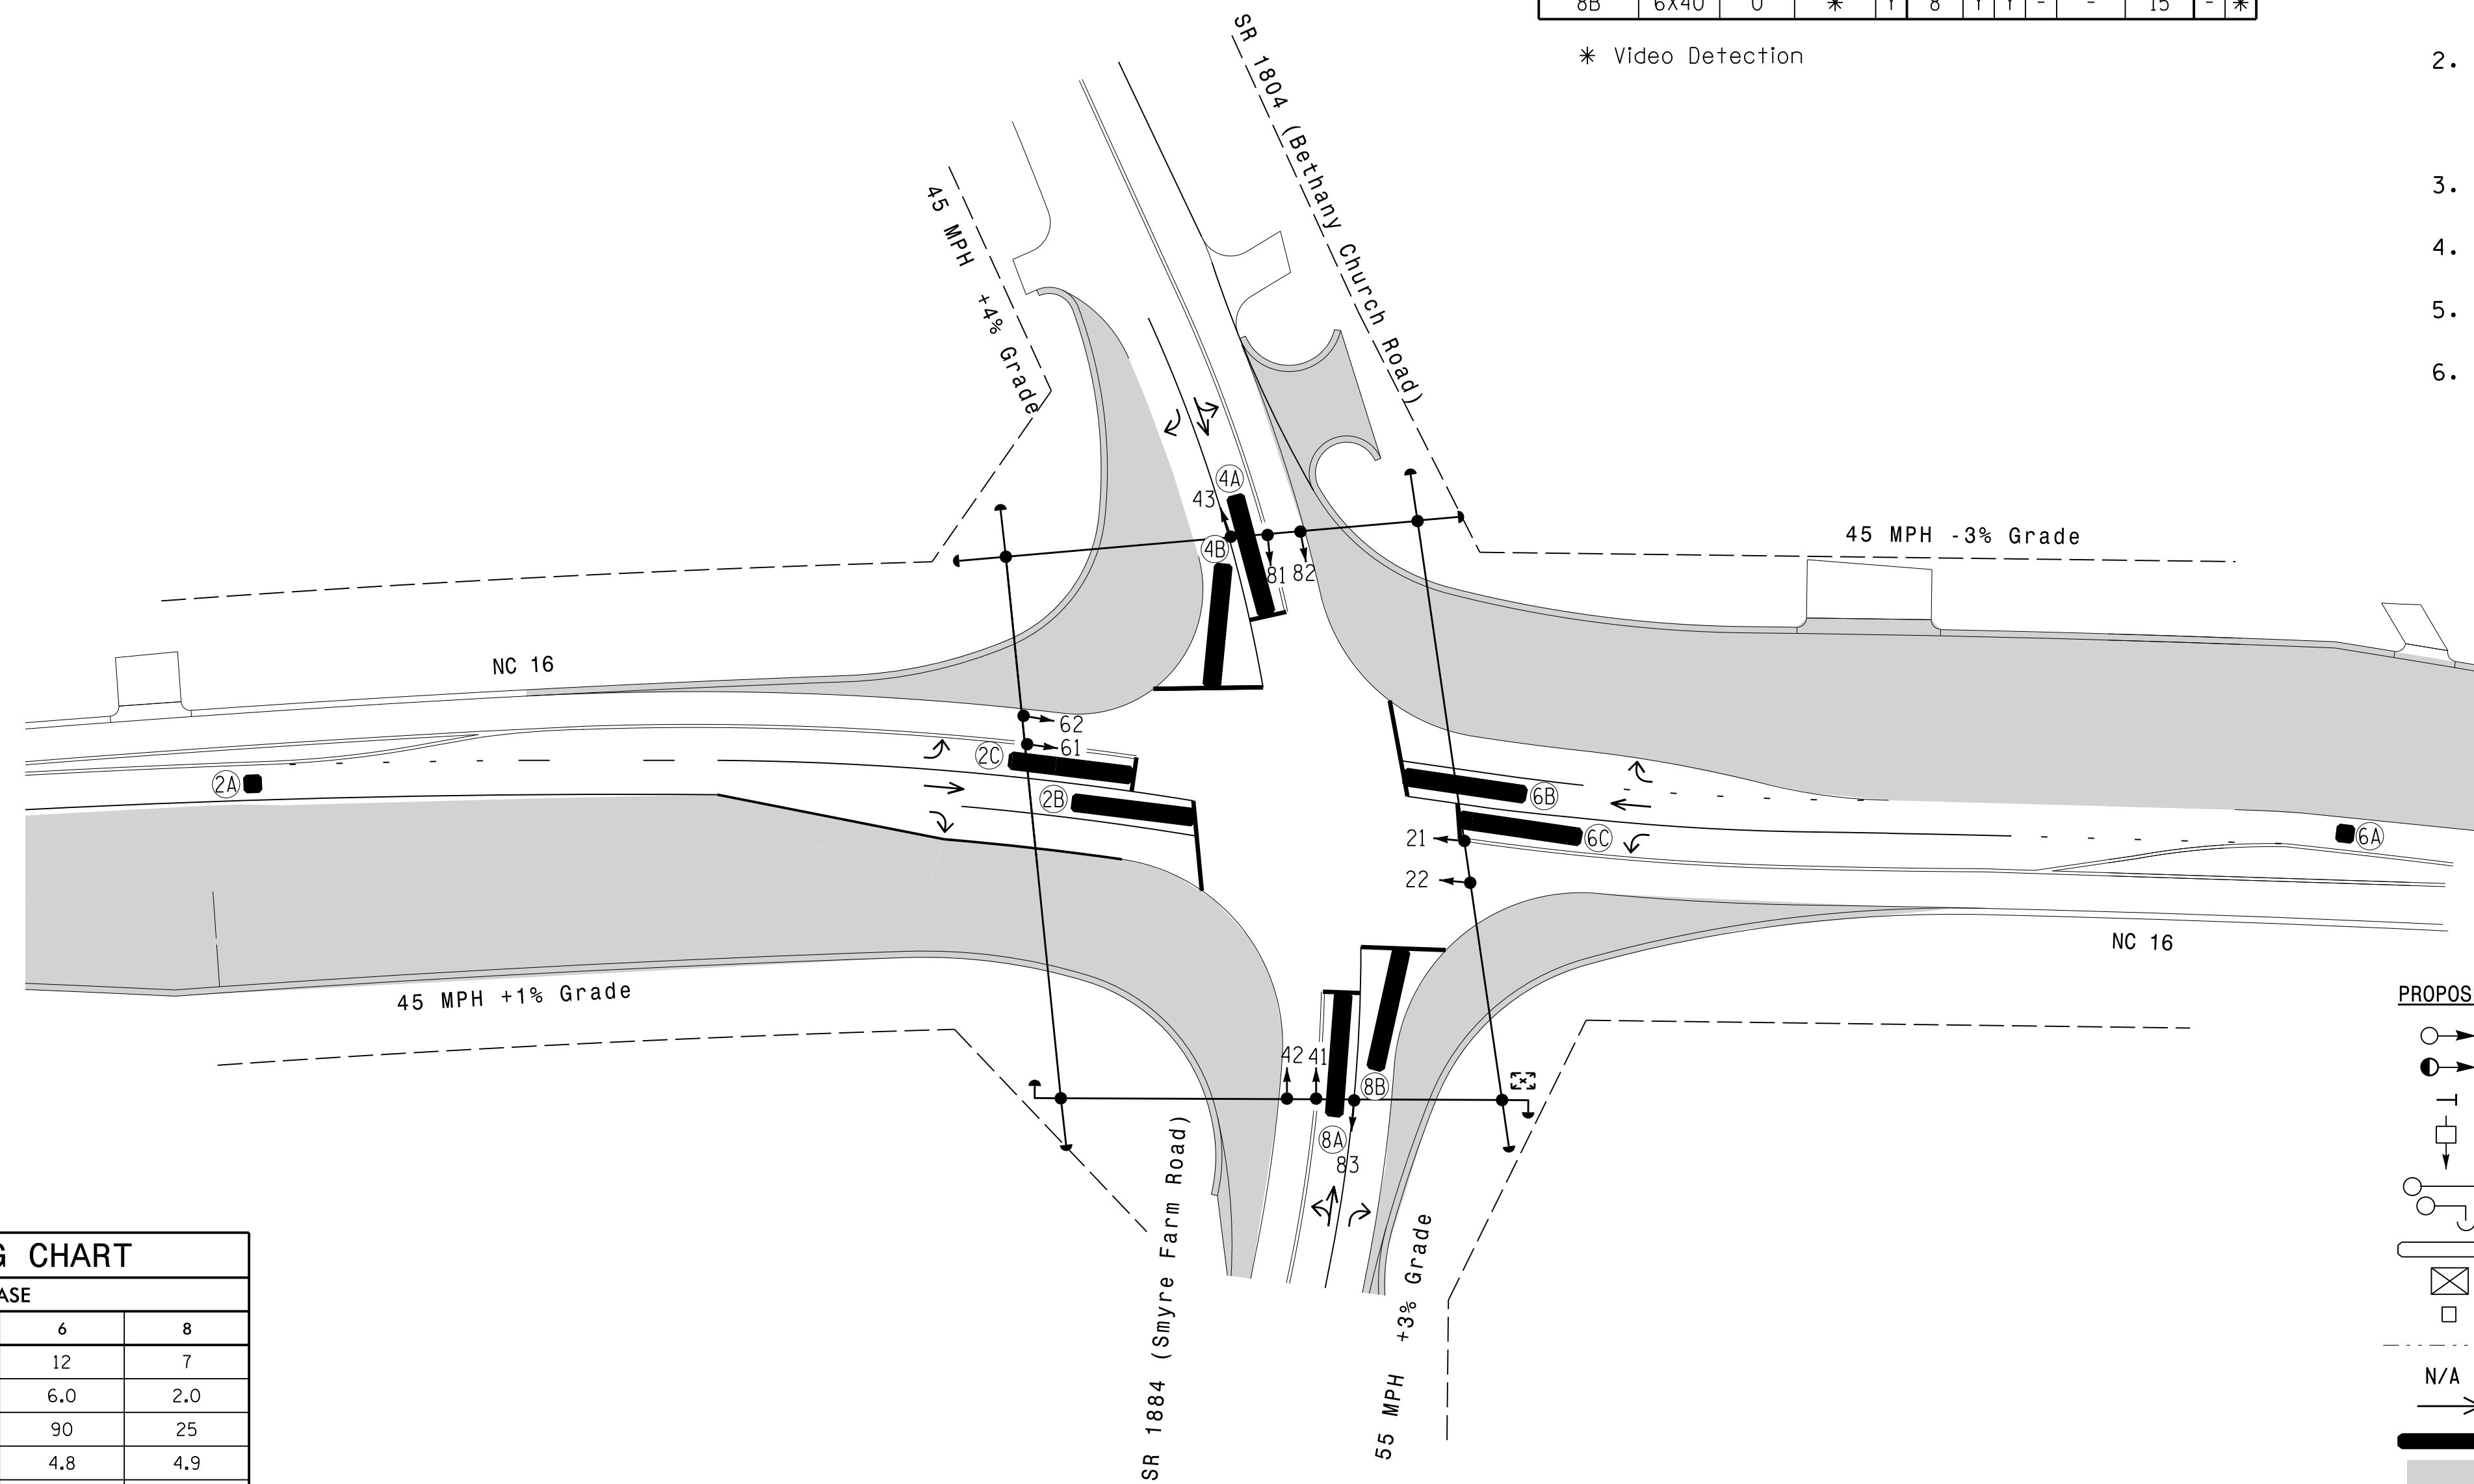 8B 6X40 0 * Y 8 Y Y - - 15 - *
* Video Detection
2.
3.
4.
5.
6.
SR 1804 (Bethany Church Road)
45 MPH +4% Grade
45 MPH -3% Grade
4A
43
4B
81 82
NC 16
62
61
2C
2A
2B
6B
6C
6A
21
22
NC 16
45 MPH +1% Grade
42 41
8B
8A
83
SR 1884 (Smyre Farm Road)
55 MPH +3% Grade
PROPOS
N/A
G CHART
ASE
6 8
12 7
6.0 2.0
90 25
4.8 4.9